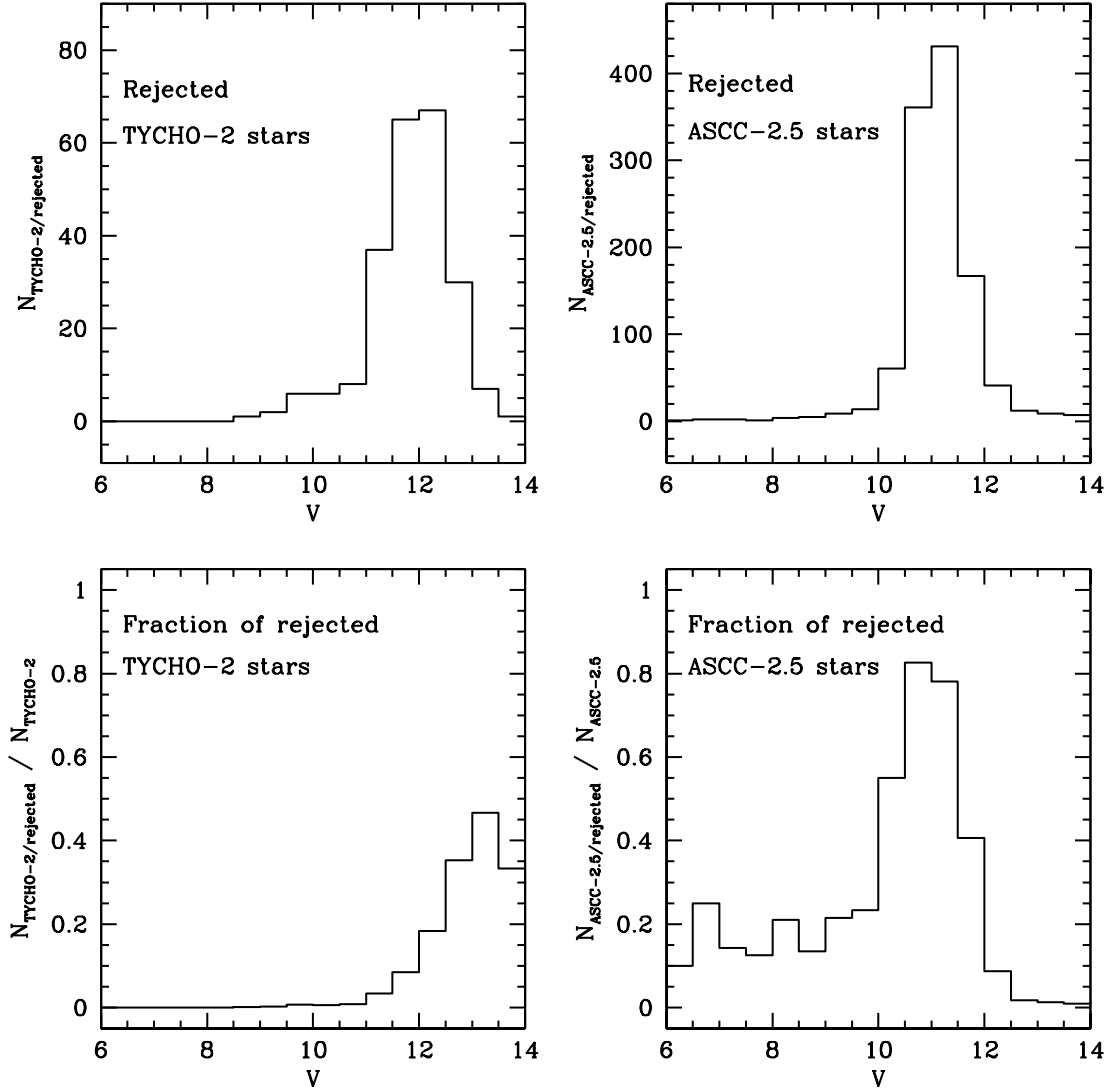 80
60
40
20
0
N_TYCHO-2/rejected
Rejected
TYCHO-2 stars
6 8 10 12 14
V
400
300
200
100
0
N_ASCC-2.5/rejected
Rejected
ASCC-2.5 stars
6 8 10 12 14
V
1
0.8
0.6
0.4
0.2
0
N_TYCHO-2/rejected / N_TYCHO-2
Fraction of rejected
TYCHO-2 stars
6 8 10 12 14
V
1
0.8
0.6
0.4
0.2
0
N_ASCC-2.5/rejected / N_ASCC-2.5
Fraction of rejected
ASCC-2.5 stars
6 8 10 12 14
V